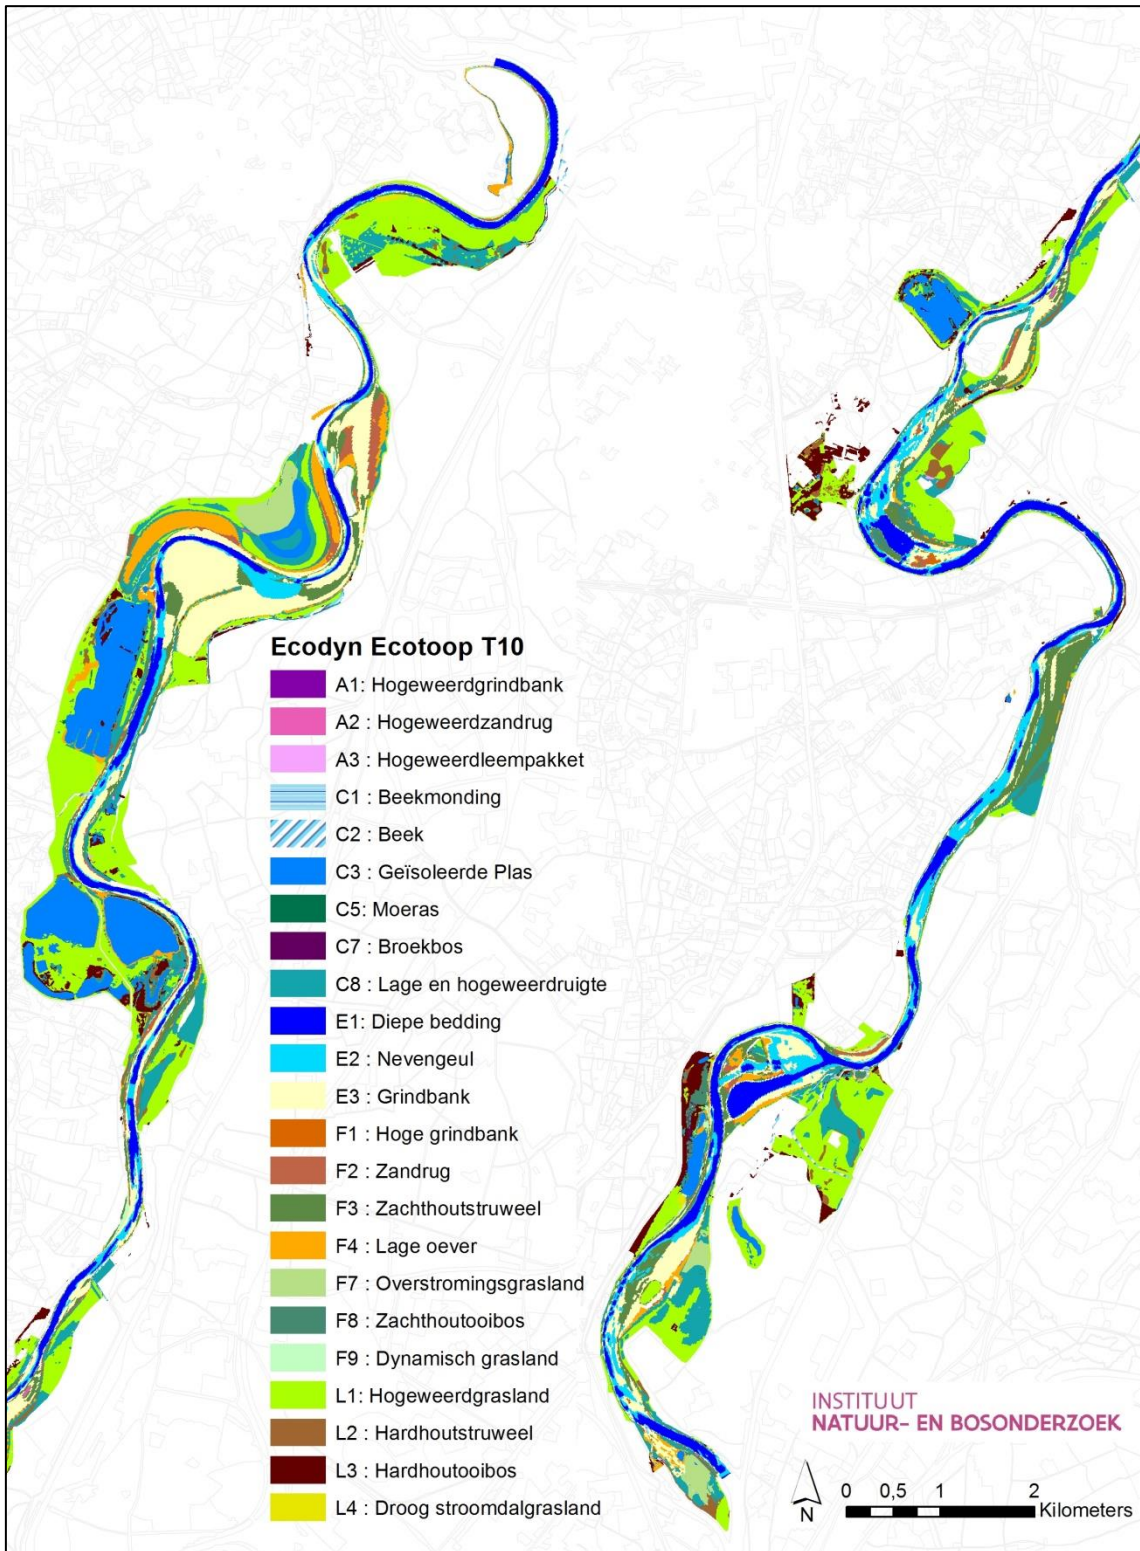 Ecodyn Ecotoop T10
A1: Hogeweerdgrindbank
A2 : Hogeweerdzandrug
A3 : Hogeweerdleempakket
C1 : Beekmonding
C2 : Beek
C3 : Geïsoleerde Plas
C5: Moeras
C7 : Broekbos
C8 : Lage en hogeweerdruigte
E1: Diepe bedding
E2 : Nevengeul
E3 : Grindbank
F1 : Hoge grindbank
F2 : Zandrug
F3 : Zachthoutstruweel
F4 : Lage oever
F7 : Overstromingsgrasland
F8 : Zachthoutooibos
F9 : Dynamisch grasland
L1: Hogeweerdgrasland
L2 : Hardhoutstruweel
L3 : Hardhoutooibos
L4 : Droog stroomdalgrasland
INSTITUUT
NATUUR- EN BOSONDERZOEK
N
0 0,5 1 2
Kilometers